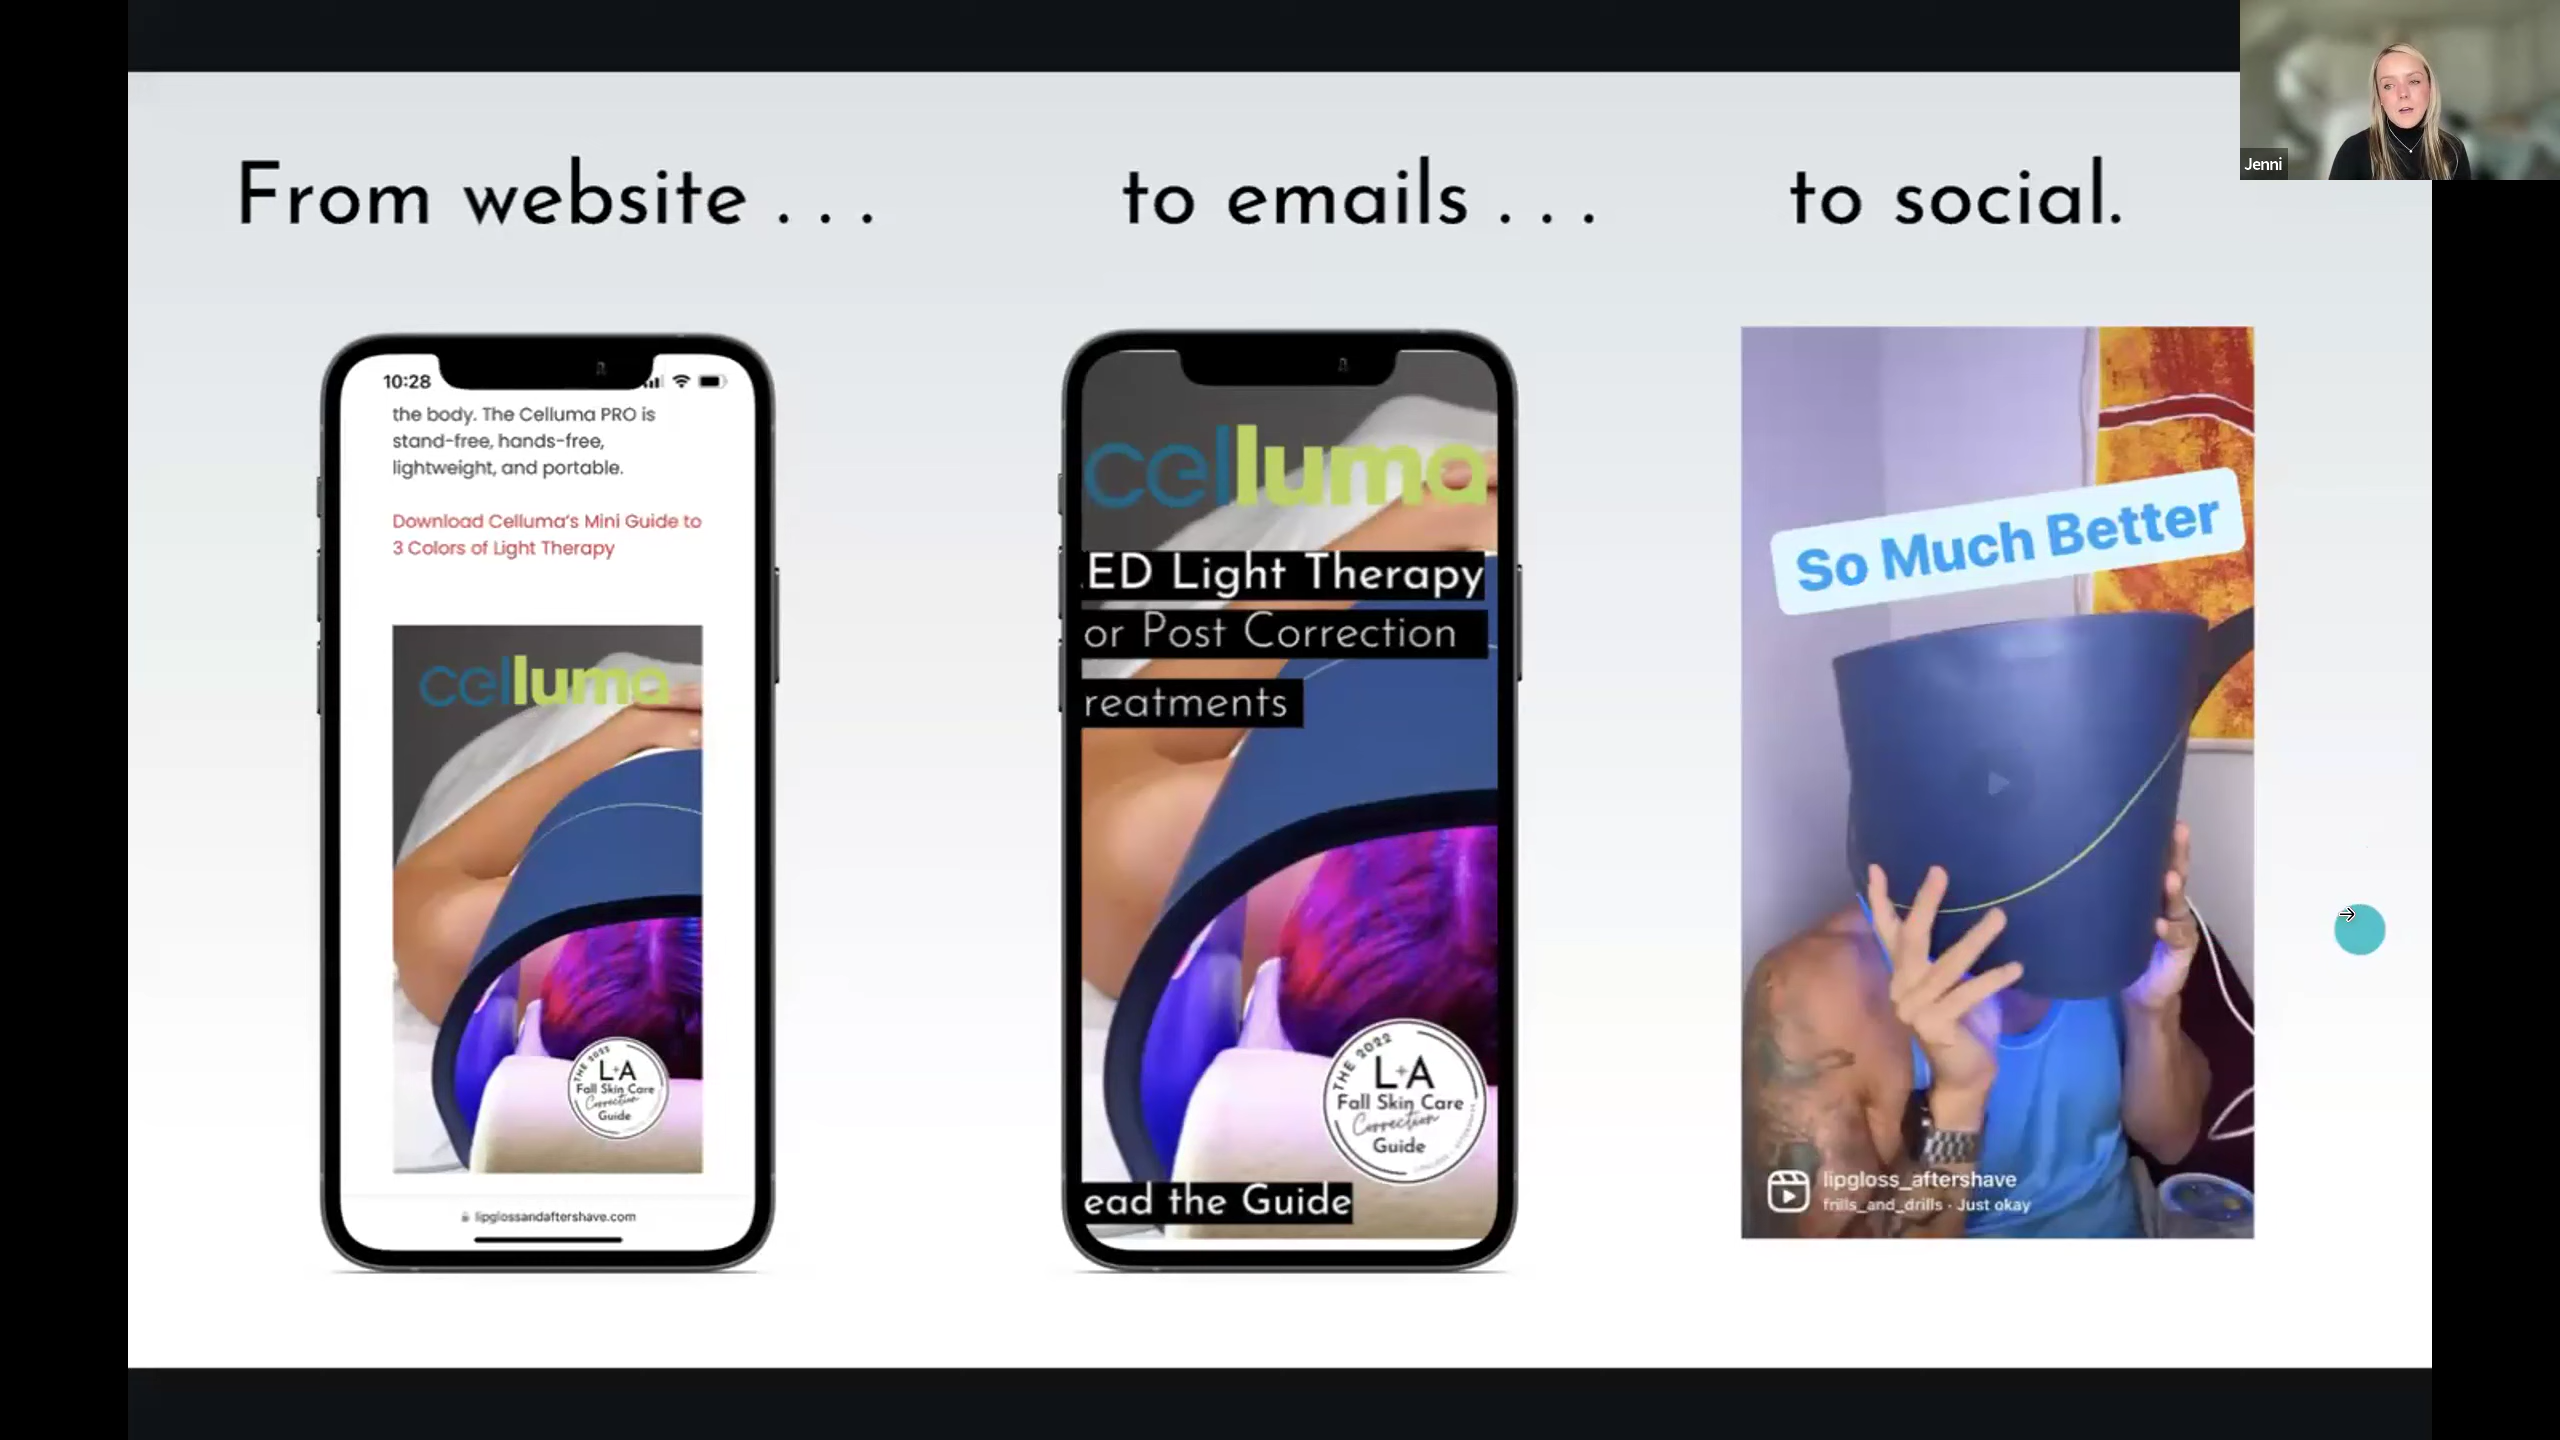 From website . . .
to emails . . .
to social.
Jenni
10:28
the body. The Celluma PRO is
stand-free, hands-free,
lightweight, and portable.
Download Celluma's Mini Guide to
3 Colors of Light Therapy
celluma
THE 2022
L+A
Fall Skin Care
Correction
Guide
lipglossandaftershave.com
celluma
ED Light Therapy
or Post Correction
reatments
THE 2022
L+A
Fall Skin Care
Correction
Guide
ead the Guide
So Much Better
lipgloss_aftershave
frills_and_drills · Just okay